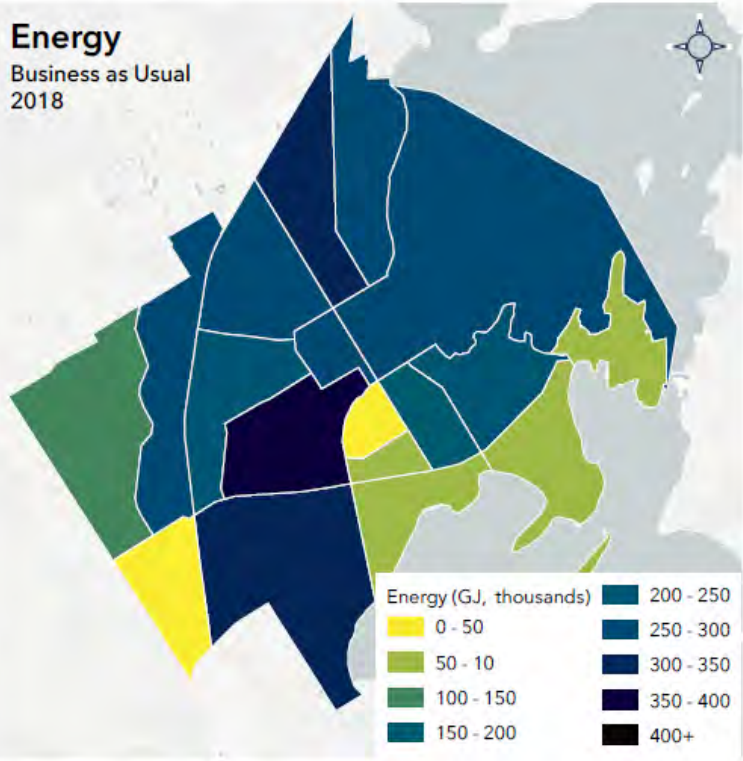 Energy
Business as Usual
2018
Energy (GJ, thousands)
0 - 50
50 - 10
100 - 150
150 - 200
200 - 250
250 - 300
300 - 350
350 - 400
400+